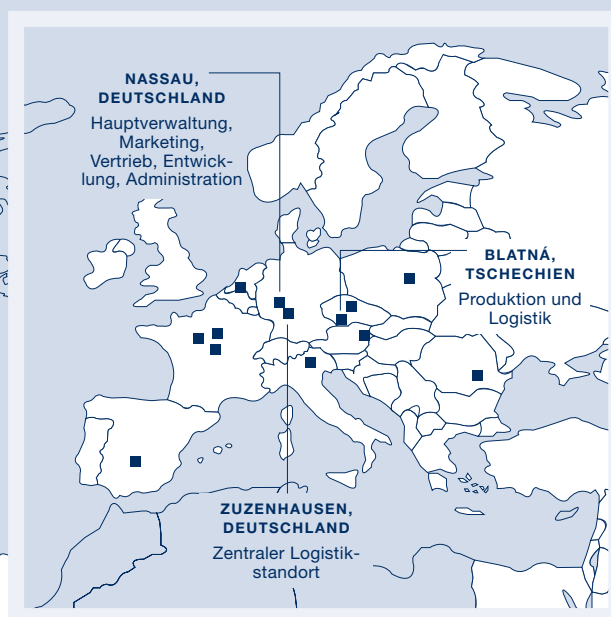 NASSAU,
DEUTSCHLAND
Hauptverwaltung,
Marketing,
Vertrieb, Entwick-
lung, Administration
BLATNÁ,
TSCHECHIEN
Produktion und
Logistik
ZUZENHAUSEN,
DEUTSCHLAND
Zentraler Logistik-
standort